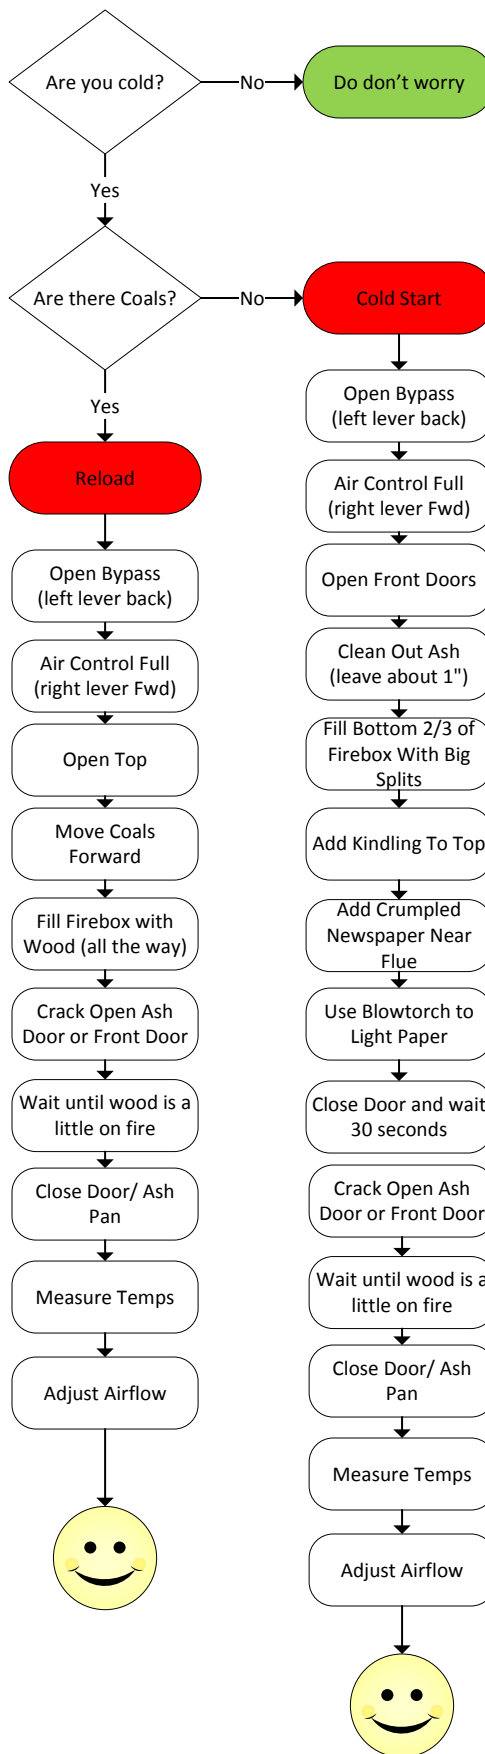 Are you cold?
No
Do don't worry
Yes
Are there Coals?
No
Cold Start
Yes
Reload
Open Bypass
(left lever back)
Air Control Full
(right lever Fwd)
Open Top
Move Coals
Forward
Fill Firebox with
Wood (all the way)
Crack Open Ash
Door or Front Door
Wait until wood is a
little on fire
Close Door/ Ash
Pan
Measure Temps
Adjust Airflow
Open Bypass
(left lever back)
Air Control Full
(right lever Fwd)
Open Front Doors
Clean Out Ash
(leave about 1")
Fill Bottom 2/3 of
Firebox With Big
Splits
Add Kindling To Top
Add Crumpled
Newspaper Near
Flue
Use Blowtorch to
Light Paper
Close Door and wait
30 seconds
Crack Open Ash
Door or Front Door
Wait until wood is a
little on fire
Close Door/ Ash
Pan
Measure Temps
Adjust Airflow